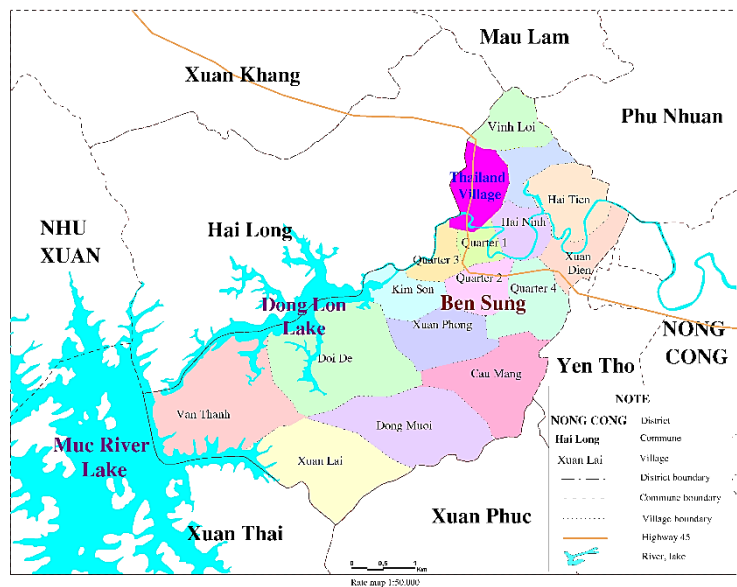 Mau Lam
Xuan Khang
Phu Nhuan
Vinh Loi
Thailand
Village
Hai Tien
NHU
XUAN
Hai Long
Hai Ninh
Quarter 1
Quarter 3
Xuan
Dien
Quarter 2
Kim Son
Quarter 4
Dong Lon
Lake
Ben Sung
Xuan Phong
NONG
CONG
Doi De
Yen Tho
Cau Mang
Van Thanh
Dong Muoi
Muc River
Lake
Xuan Lai
Xuan Thai
Xuan Phuc
NOTE
NONG CONG District
Hai Long Commune
Xuan Lai Village
District boundary
Commune boundary
Village boundary
Highway 45
River, lake
0 0,5 1
Km
Rate map 1:50.000